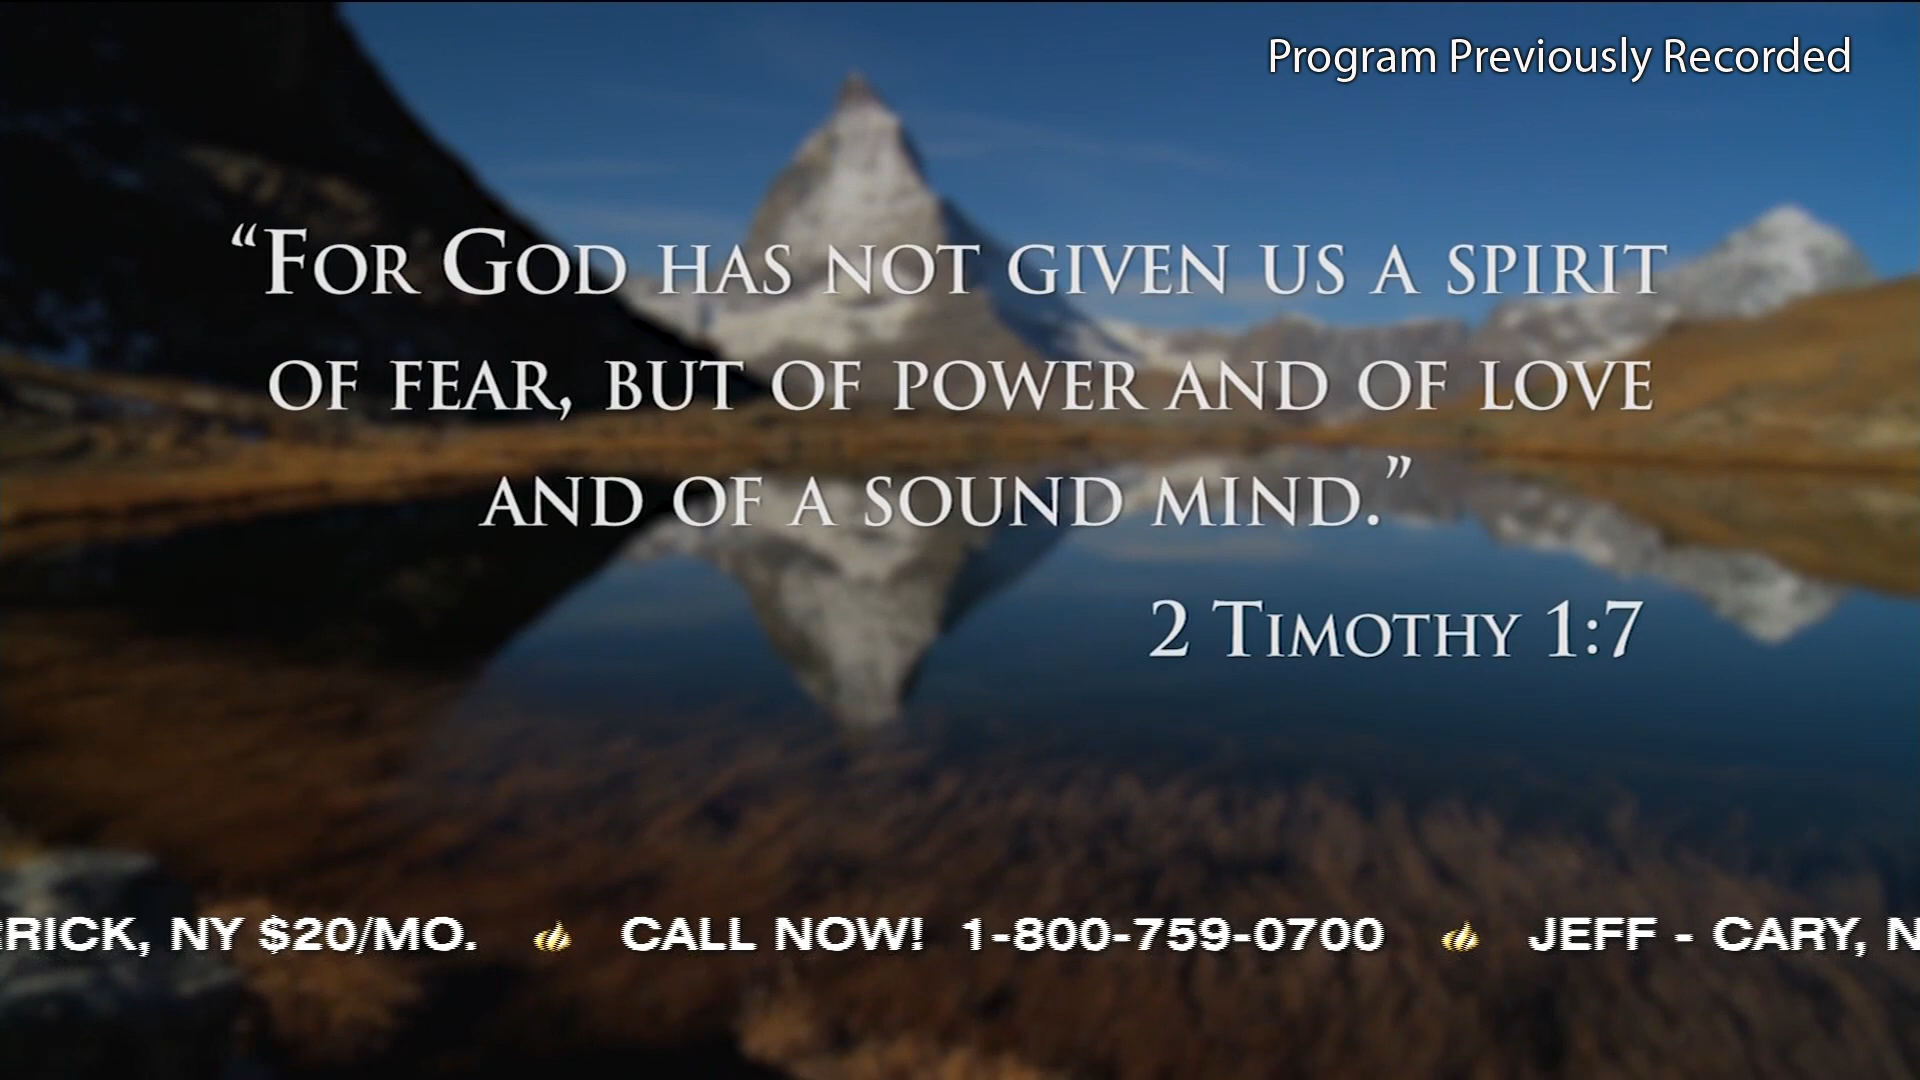 Program Previously Recorded
“FOR GOD HAS NOT GIVEN US A SPIRIT
OF FEAR, BUT OF POWER AND OF LOVE
AND OF A SOUND MIND.”
2 TIMOTHY 1:7
RRICK, NY $20/MO. CALL NOW! 1-800-759-0700 JEFF - CARY, N